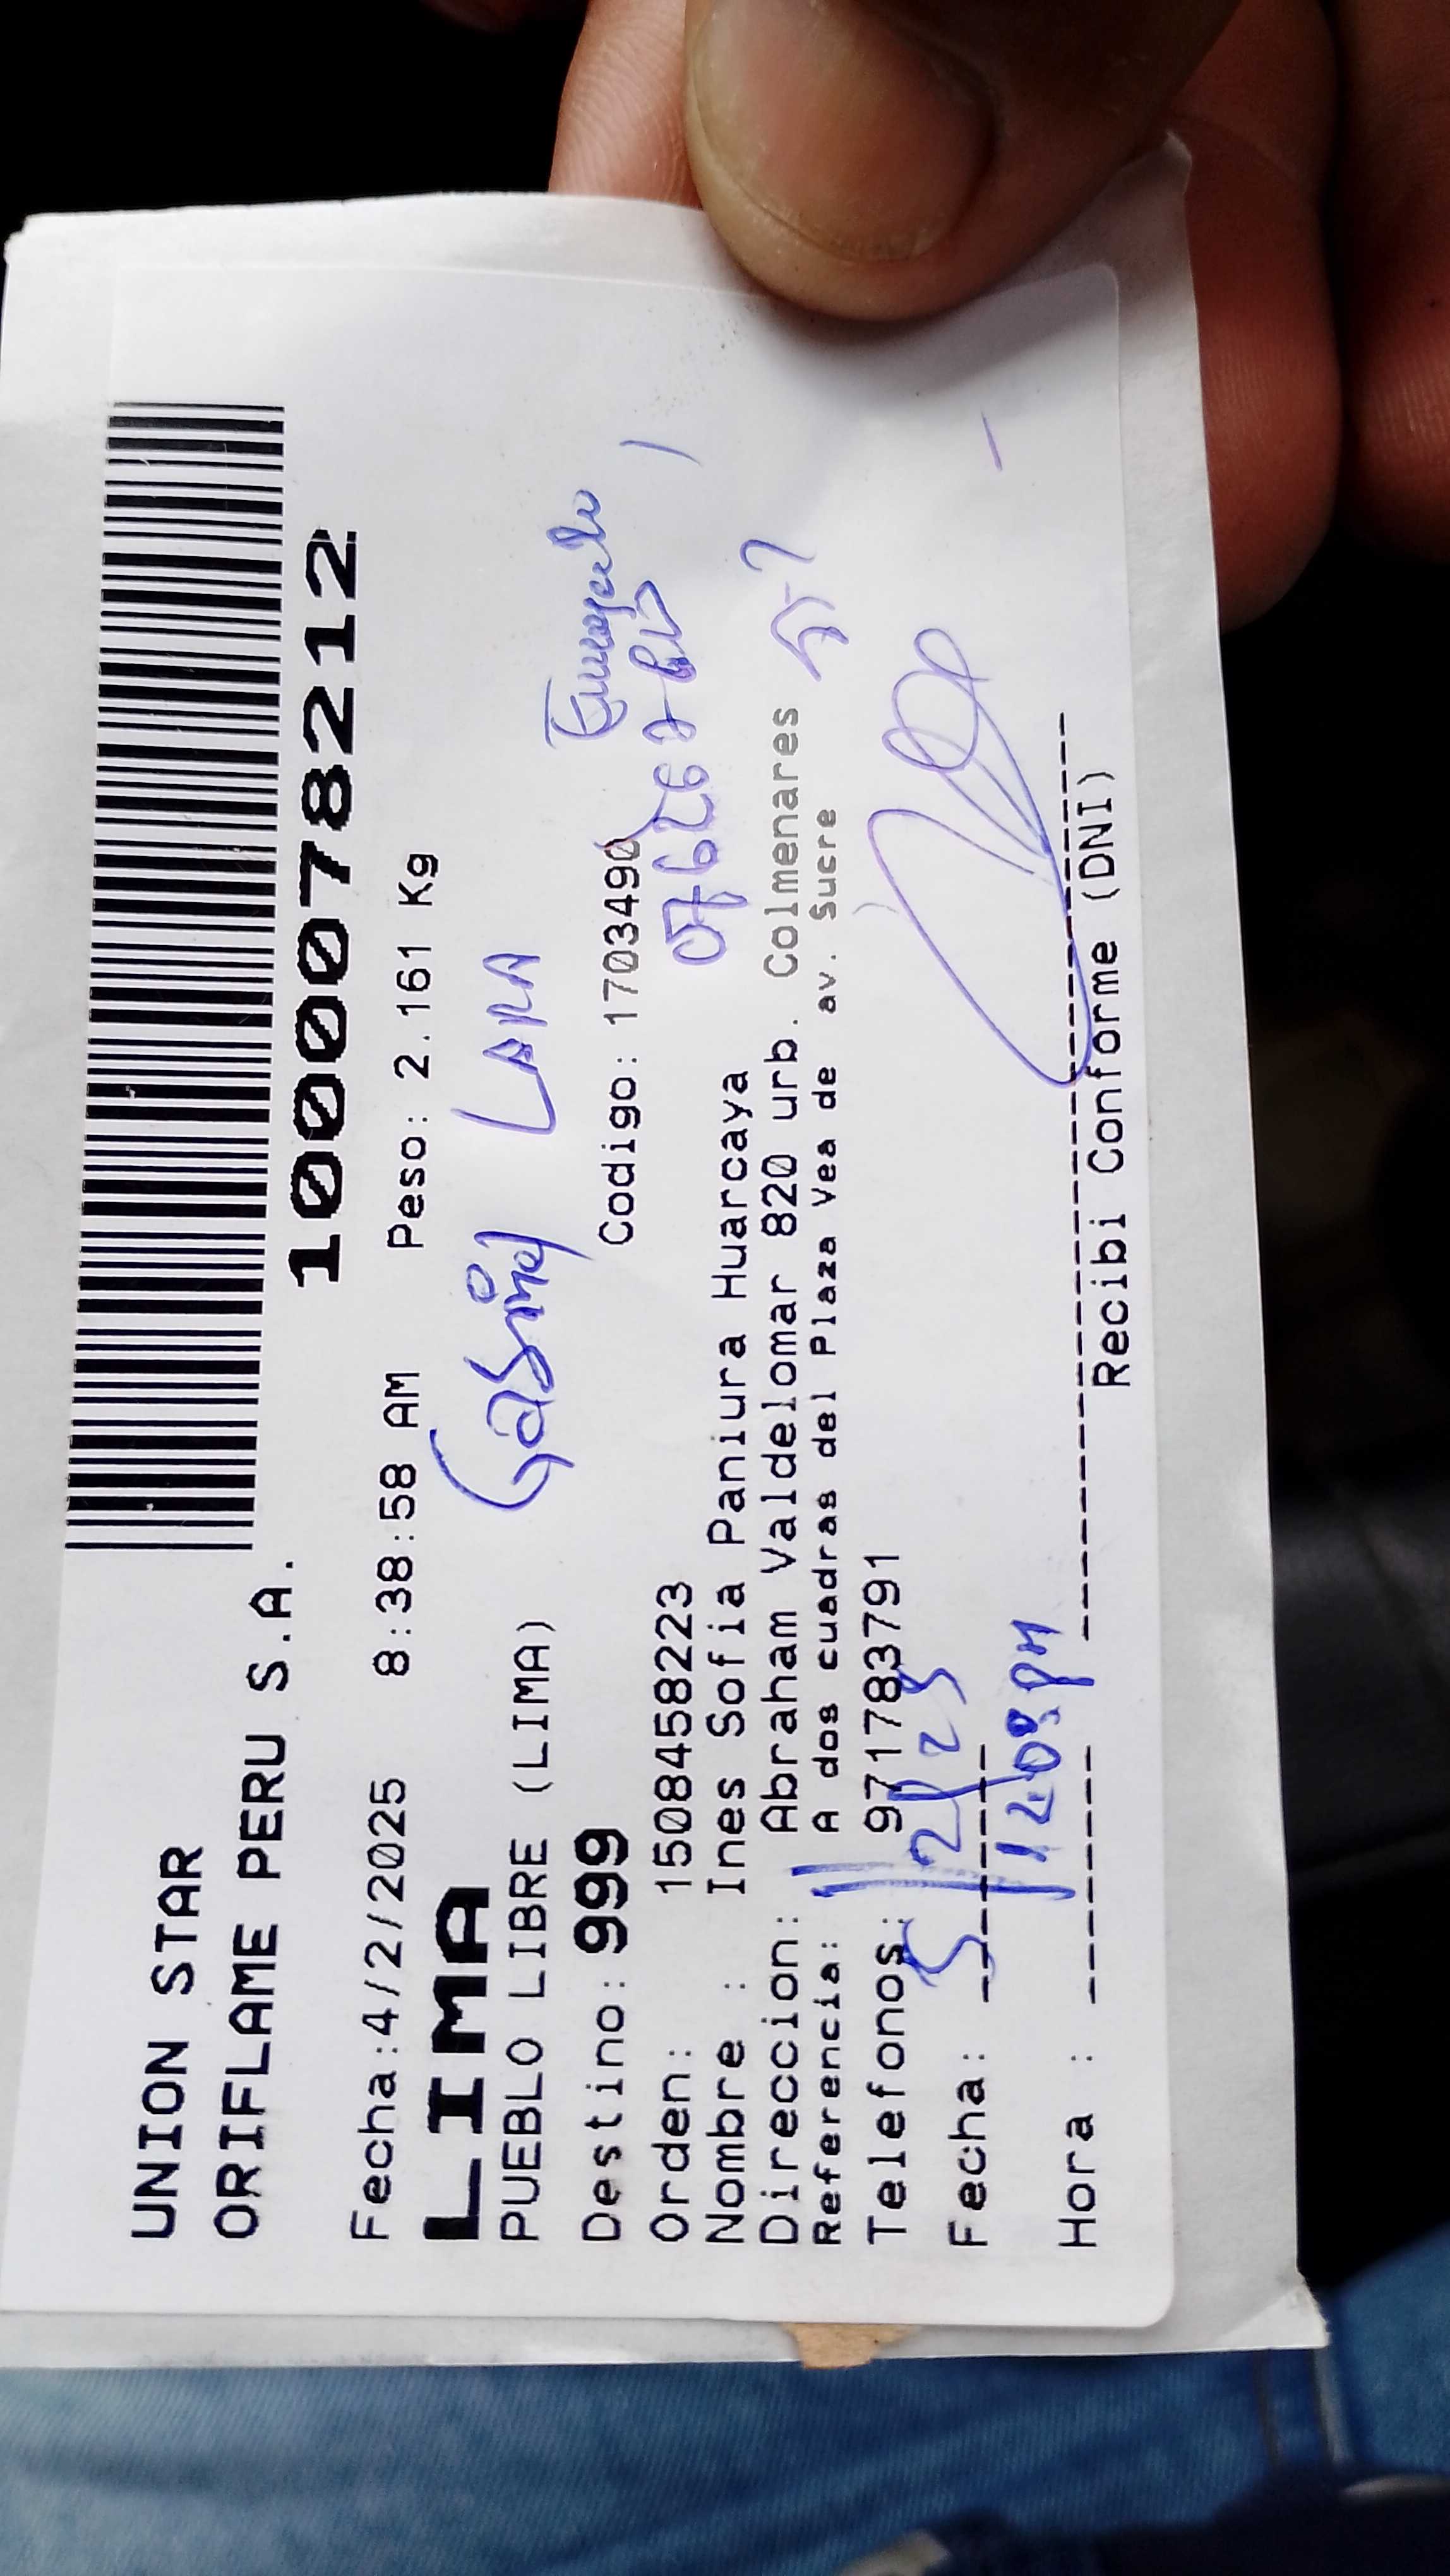 UNION STAR
ORIFLAME PERU S.A.
1000078212
Fecha:4/2/2025 8:38:58 AM Peso: 2.161 Kg
LIMA
LARA
PUEBLO LIBRE (LIMA)
Destino: 999 Codigo: 1703490
Orden: 1508458223
Nombre : Ines Sofia Paniura Huarcaya
Direccion: Abraham Valdelomar 820 urb. Colmenares
Referencia: A dos cuadras del Plaza Vea de av. Sucre
Telefonos: 971783791
Fecha: 5/2/25
Hora :
Recibi Conforme (DNI)